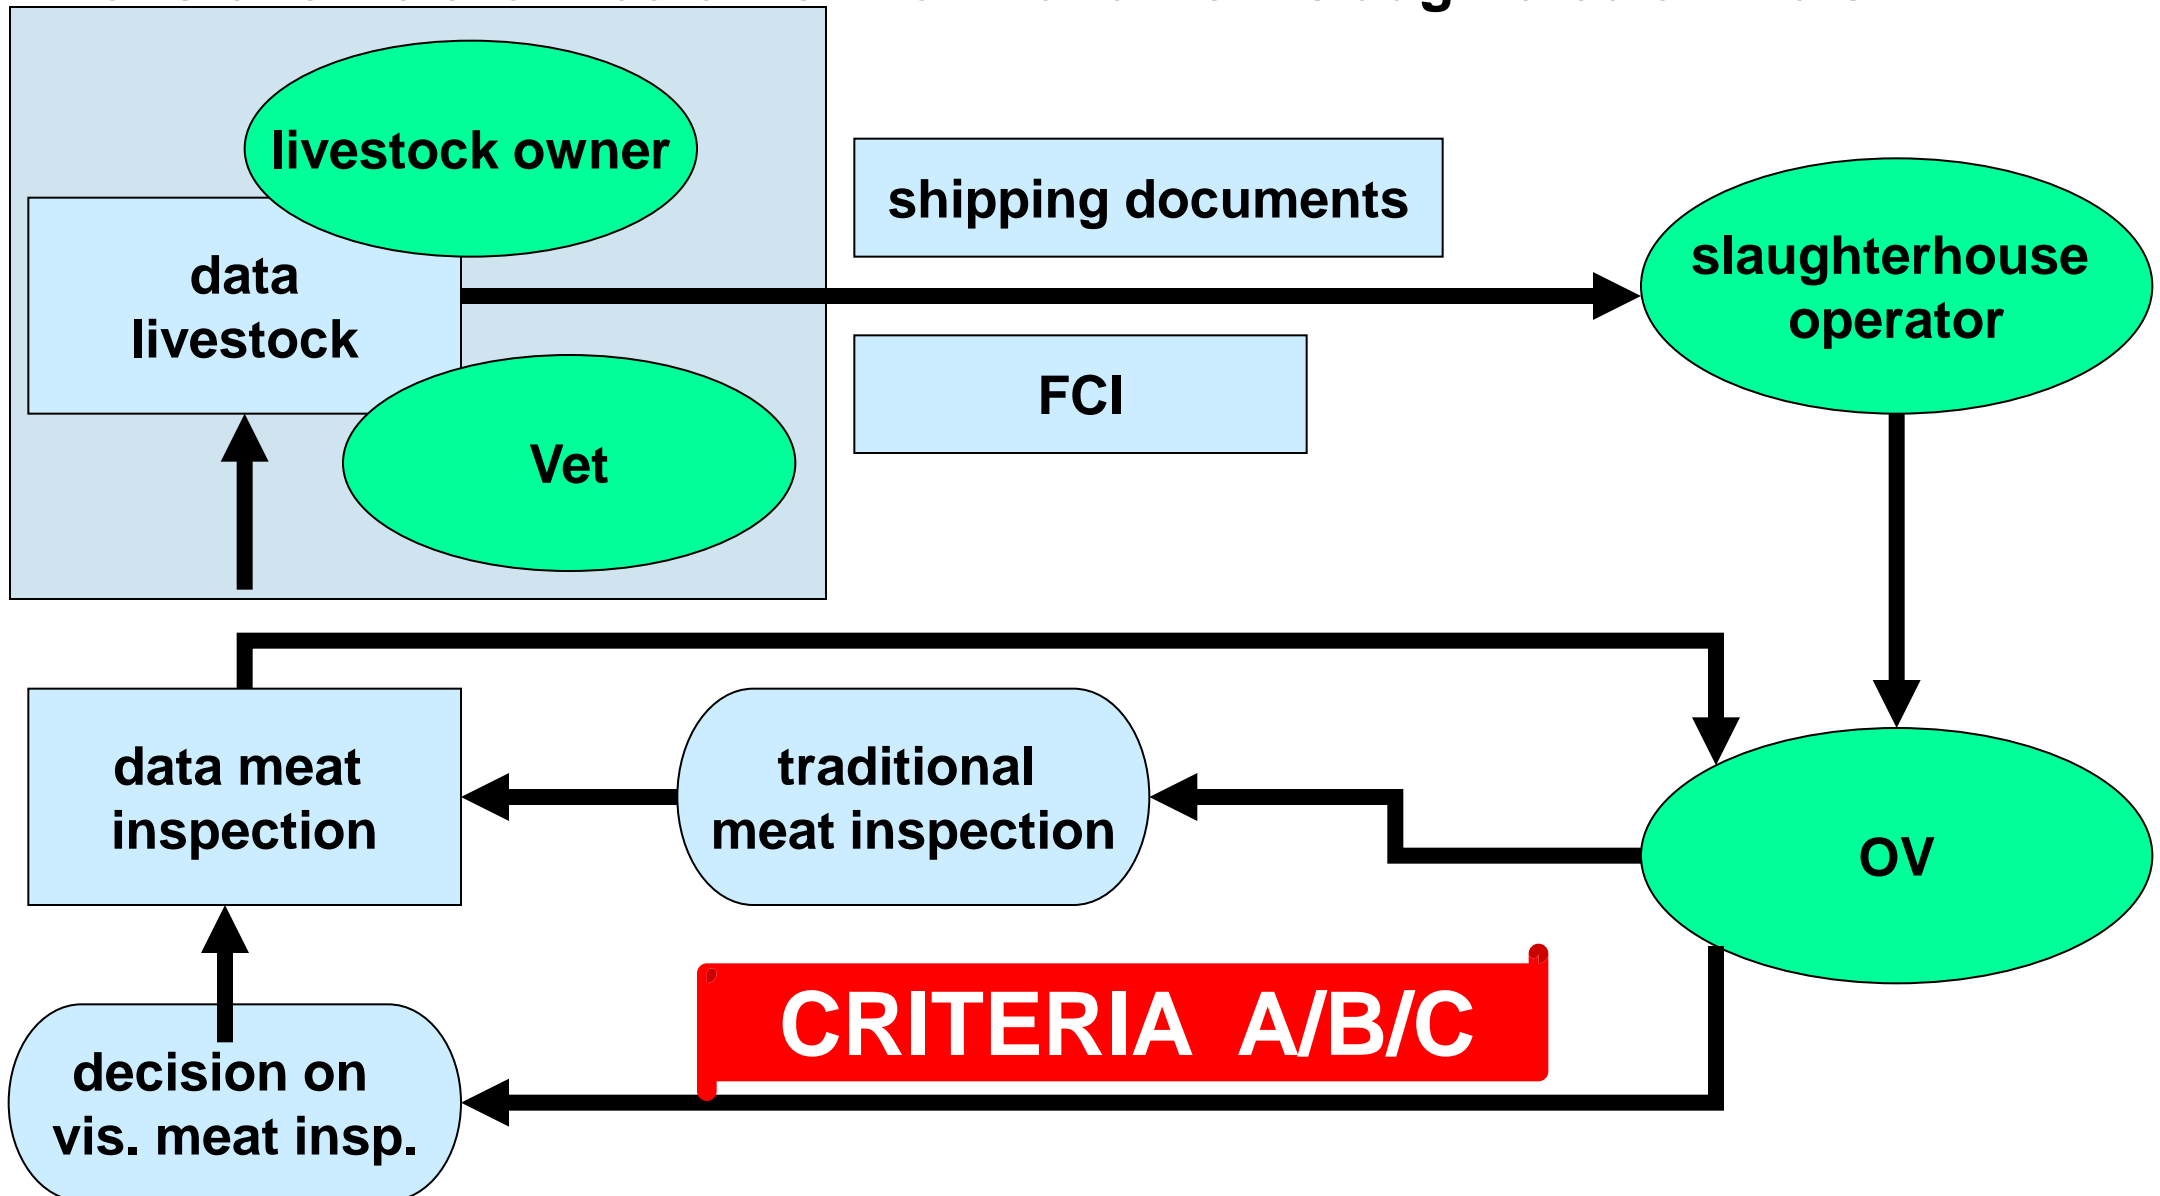 livestock owner
data
livestock
Vet
shipping documents
FCI
slaughterhouse
operator
data meat
inspection
traditional
meat inspection
OV
CRITERIA A/B/C
decision on
vis. meat insp.